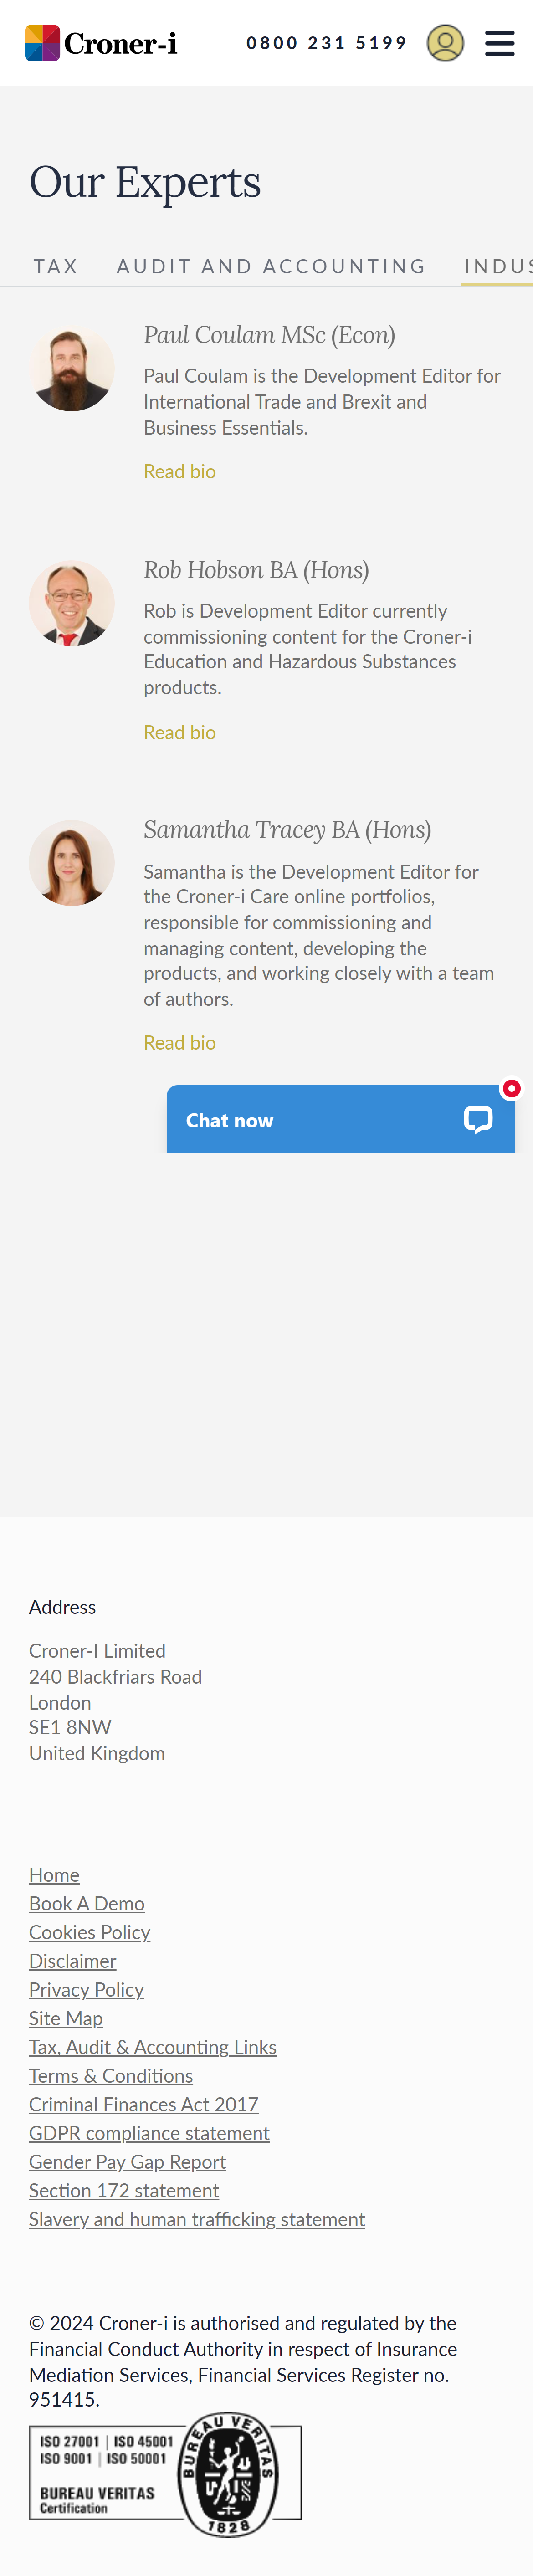 Croner-i
0800 231 5199
Our Experts
TAX
AUDIT AND ACCOUNTING
INDUS
Paul Coulam MSc (Econ)
Paul Coulam is the Development Editor for
International Trade and Brexit and
Business Essentials.
Read bio
Rob Hobson BA (Hons)
Rob is Development Editor currently
commissioning content for the Croner-i
Education and Hazardous Substances
products.
Read bio
Samantha Tracey BA (Hons)
Samantha is the Development Editor for
the Croner-i Care online portfolios,
responsible for commissioning and
managing content, developing the
products, and working closely with a team
of authors.
Read bio
Chat now
Address
Croner-I Limited
240 Blackfriars Road
London
SE1 8NW
United Kingdom
Home
Book A Demo
Cookies Policy
Disclaimer
Privacy Policy
Site Map
Tax, Audit & Accounting Links
Terms & Conditions
Criminal Finances Act 2017
GDPR compliance statement
Gender Pay Gap Report
Section 172 statement
Slavery and human trafficking statement
© 2024 Croner-i is authorised and regulated by the
Financial Conduct Authority in respect of Insurance
Mediation Services, Financial Services Register no.
951415.
ISO 27001 | ISO 45001
ISO 9001 | ISO 50001
BUREAU VERITAS
Certification
BUREAU VERITAS
1828